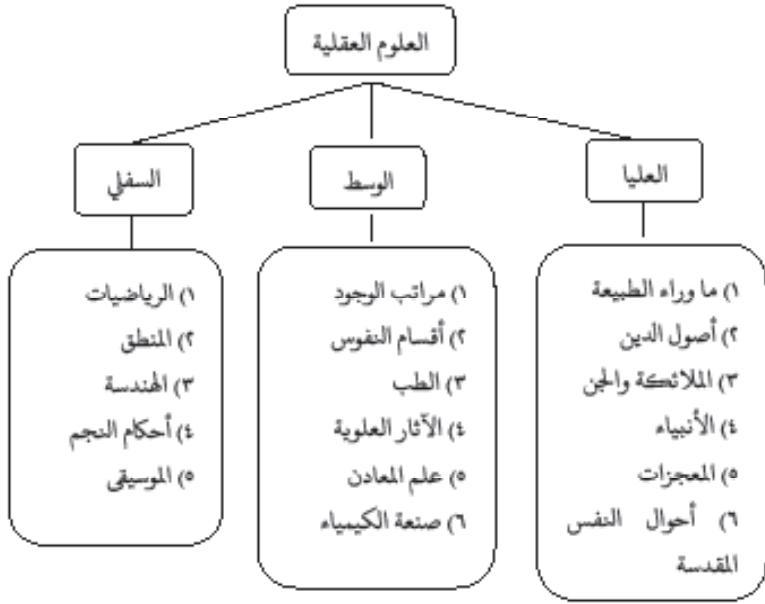 العلوم العقلية
العليا
١) ما وراء الطبيعة
٢) أصول الدين
٣) الملائكة والجن
٤) الأنبياء
٥) المعجزات
٦) أحوال النفس
المقدسة
الوسط
١) مراتب الوجود
٢) أقسام النفوس
٣) الطب
٤) الآثار العلوية
٥) علم المعادن
٦) صنعة الكيمياء
السفلي
١) الرياضيات
٢) المنطق
٣) الهندسة
٤) أحكام النجم
٥) الموسيقى